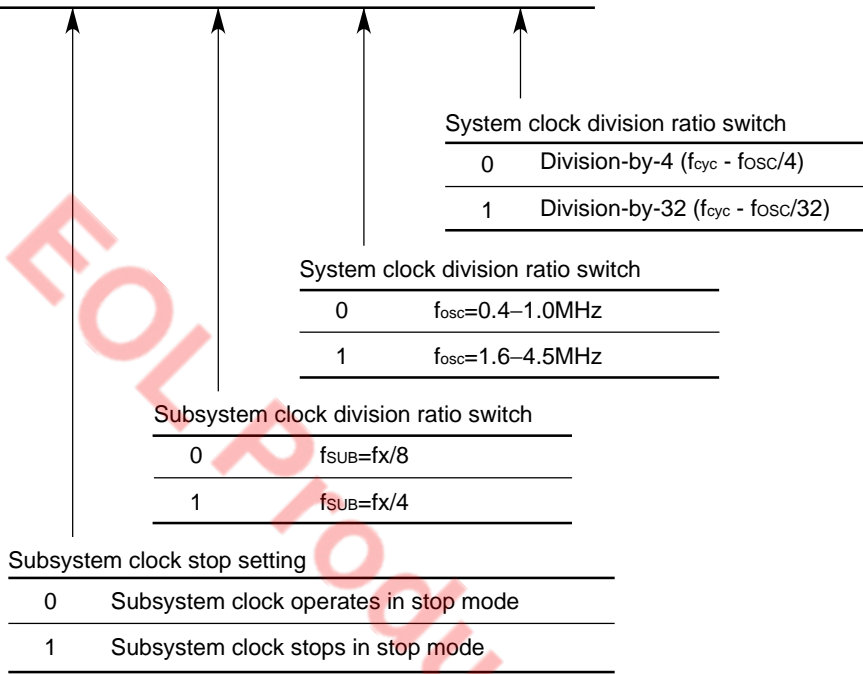 System clock division ratio switch
0 Division-by-4 (fcyc - fOSC/4)
1 Division-by-32 (fcyc - fOSC/32)
System clock division ratio switch
0 fosc=0.4–1.0MHz
1 fosc=1.6–4.5MHz
Subsystem clock division ratio switch
0 fSUB=fx/8
1 fSUB=fx/4
Subsystem clock stop setting
0 Subsystem clock operates in stop mode
1 Subsystem clock stops in stop mode
EOL Produ